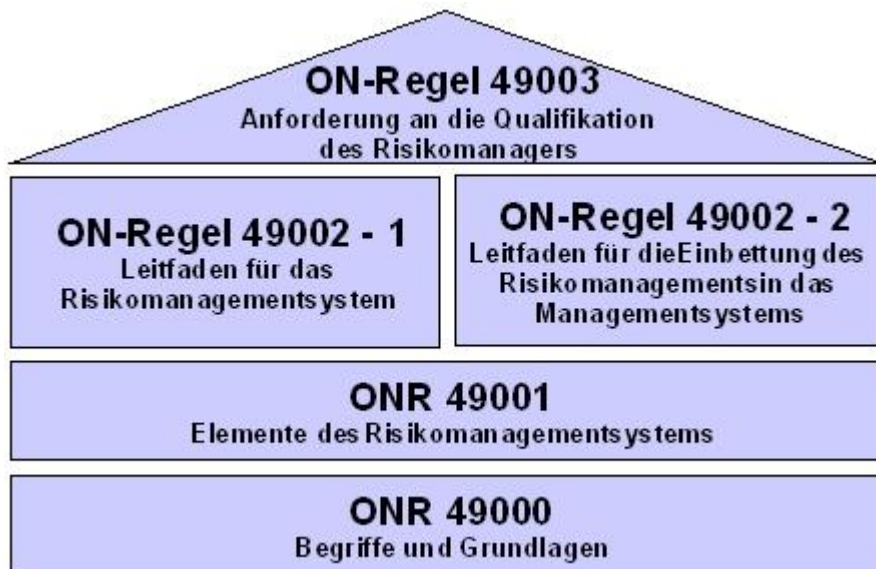 ON-Regel 49003
Anforderung an die Qualifikation
des Risikomanagers
ON-Regel 49002 - 1
Leitfaden für das
Risikomanagementsystem
ON-Regel 49002 - 2
Leitfaden für dieEinbettung des
Risikomanagementsin das
Managementsystems
ONR 49001
Elemente des Risikomanagementsystems
ONR 49000
Begriffe und Grundlagen